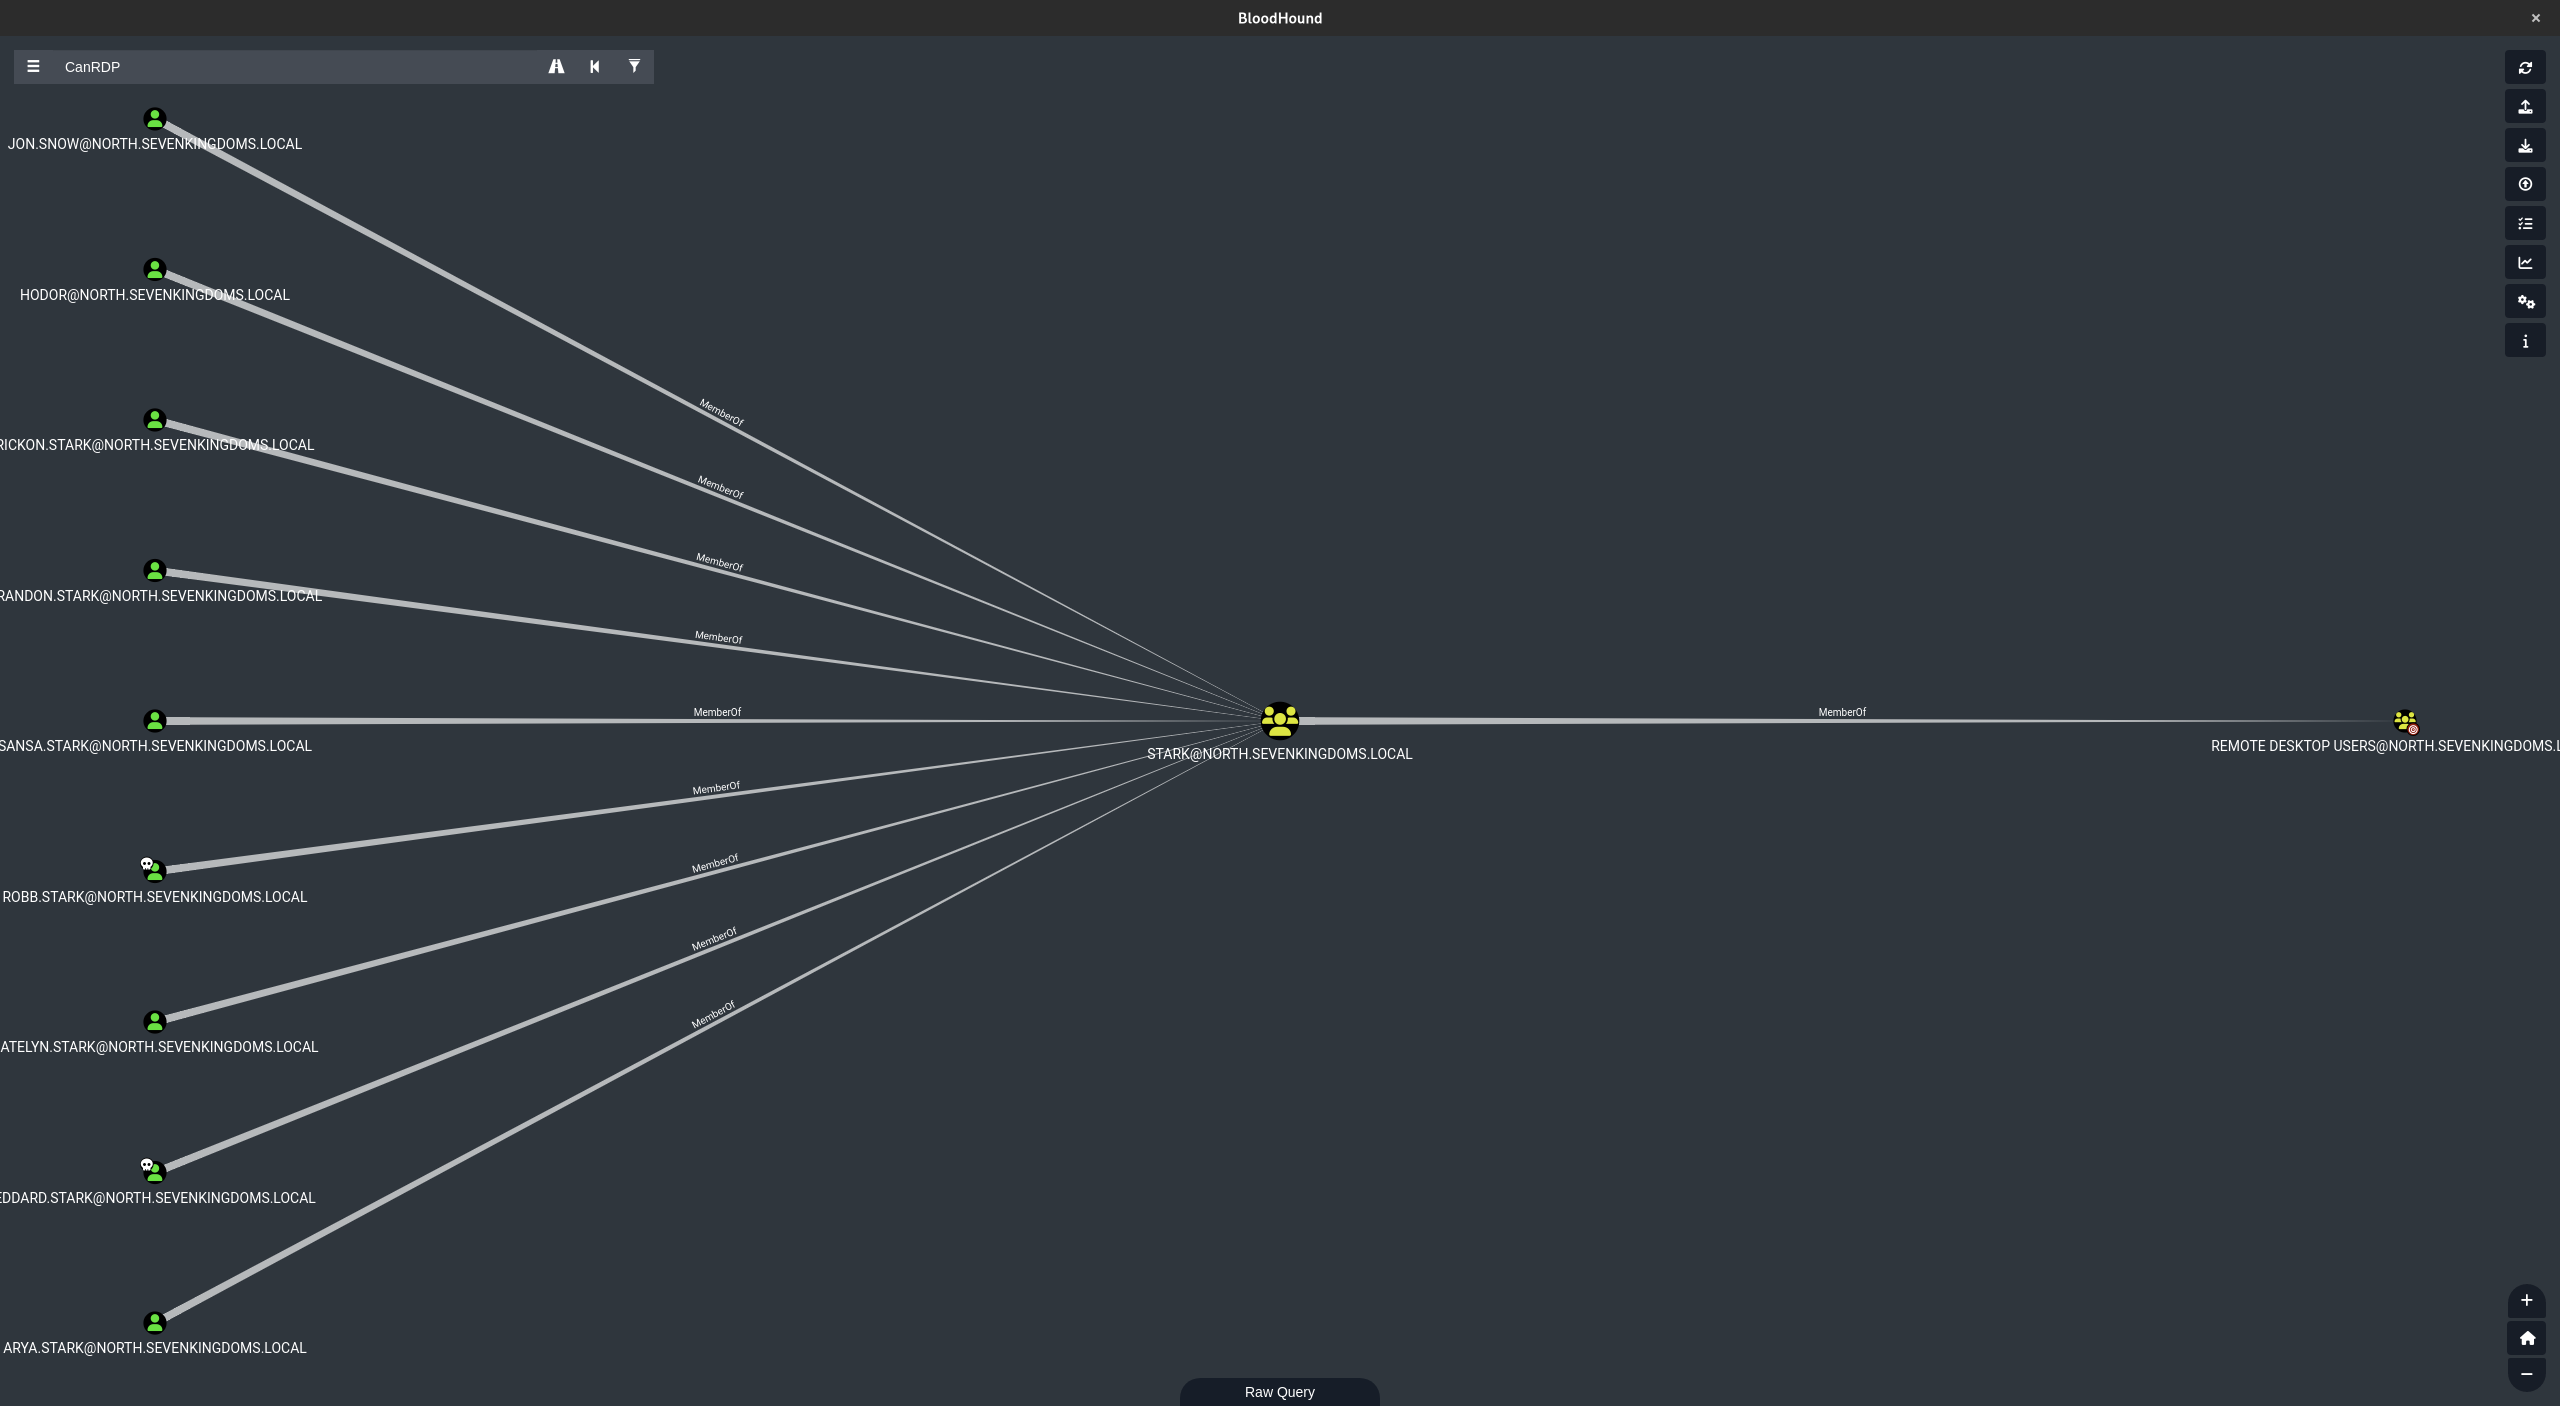 BloodHound
CanRDP
JON.SNOW@NORTH.SEVENKINGDOMS.LOCAL
HODOR@NORTH.SEVENKINGDOMS.LOCAL
MemberOf
RICKON.STARK@NORTH.SEVENKINGDOMS.LOCAL
MemberOf
MemberOf
RANDON.STARK@NORTH.SEVENKINGDOMS.LOCAL
MemberOf
MemberOf
MemberOf
SANSA.STARK@NORTH.SEVENKINGDOMS.LOCAL
STARK@NORTH.SEVENKINGDOMS.LOCAL
REMOTE DESKTOP USERS@NORTH.SEVENKINGDOMS.L
MemberOf
MemberOf
ROBB.STARK@NORTH.SEVENKINGDOMS.LOCAL
MemberOf
MemberOf
ATELYN.STARK@NORTH.SEVENKINGDOMS.LOCAL
EDDARD.STARK@NORTH.SEVENKINGDOMS.LOCAL
ARYA.STARK@NORTH.SEVENKINGDOMS.LOCAL
Raw Query